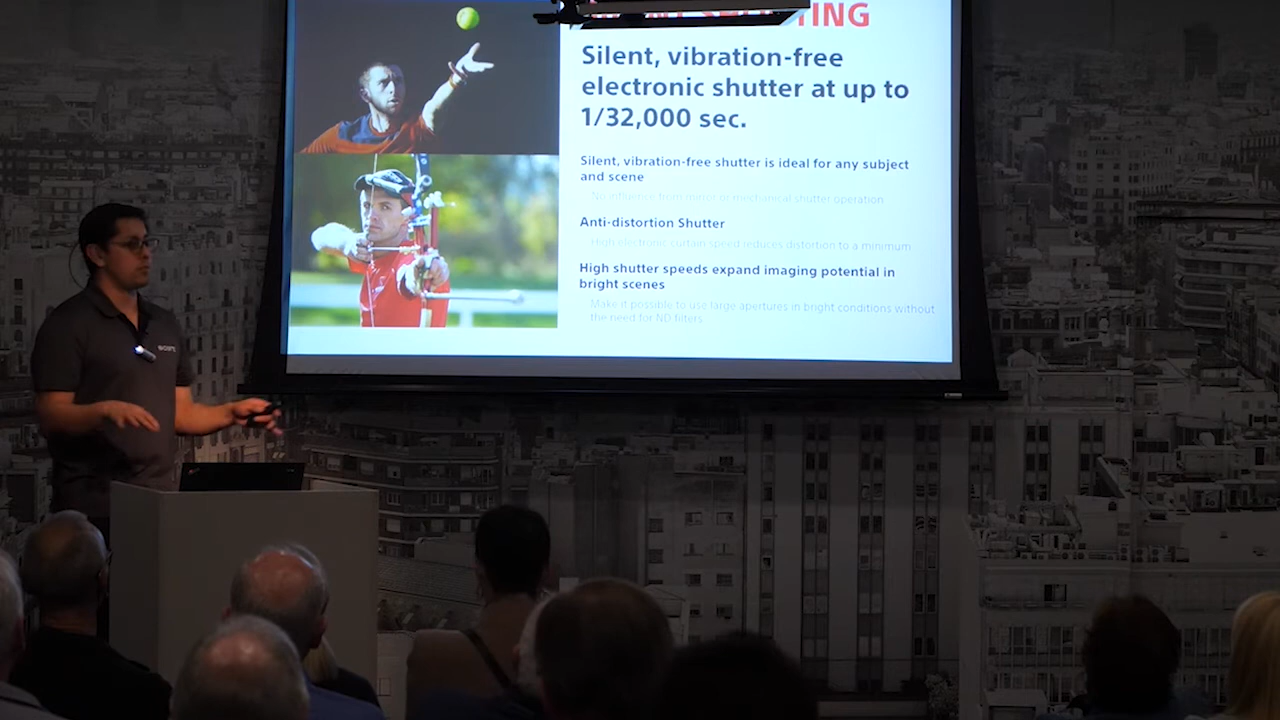 Silent, vibration-free
electronic shutter at up to
1/32,000 sec.
Silent, vibration-free shutter is ideal for any subject
and scene
No influence from mirror or mechanical shutter operation
Anti-distortion Shutter
High electronic curtain speed reduces distortion to a minimum
High shutter speeds expand imaging potential in
bright scenes
Make it possible to use large apertures in bright conditions without
the need for ND filters
SONY